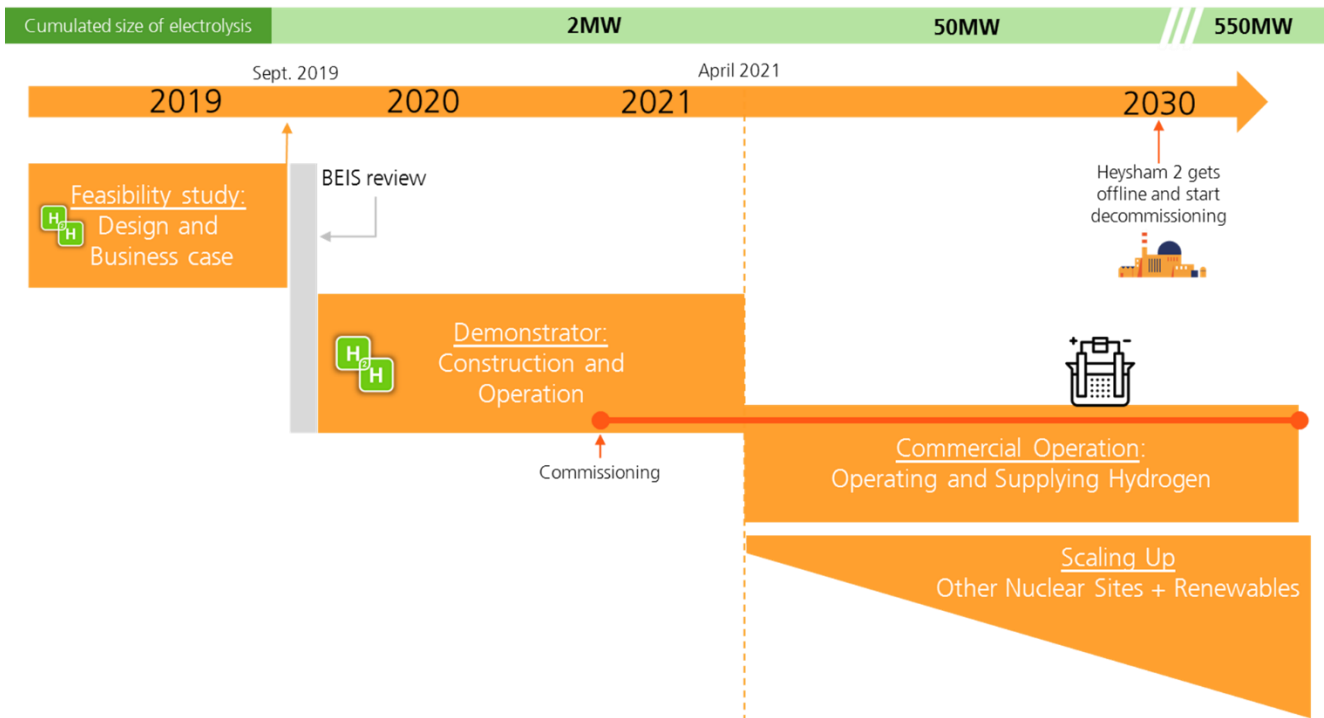 Cumulated size of electrolysis
2MW
50MW
550MW
Sept. 2019
April 2021
2019
2020
2021
2030
Feasibility study:
Design and
Business case
H
2
H
BEIS review
Heysham 2 gets
offline and start
decommissioning
Demonstrator:
Construction and
Operation
H
2
H
Commissioning
+
-
Commercial Operation:
Operating and Supplying Hydrogen
Scaling Up
Other Nuclear Sites + Renewables